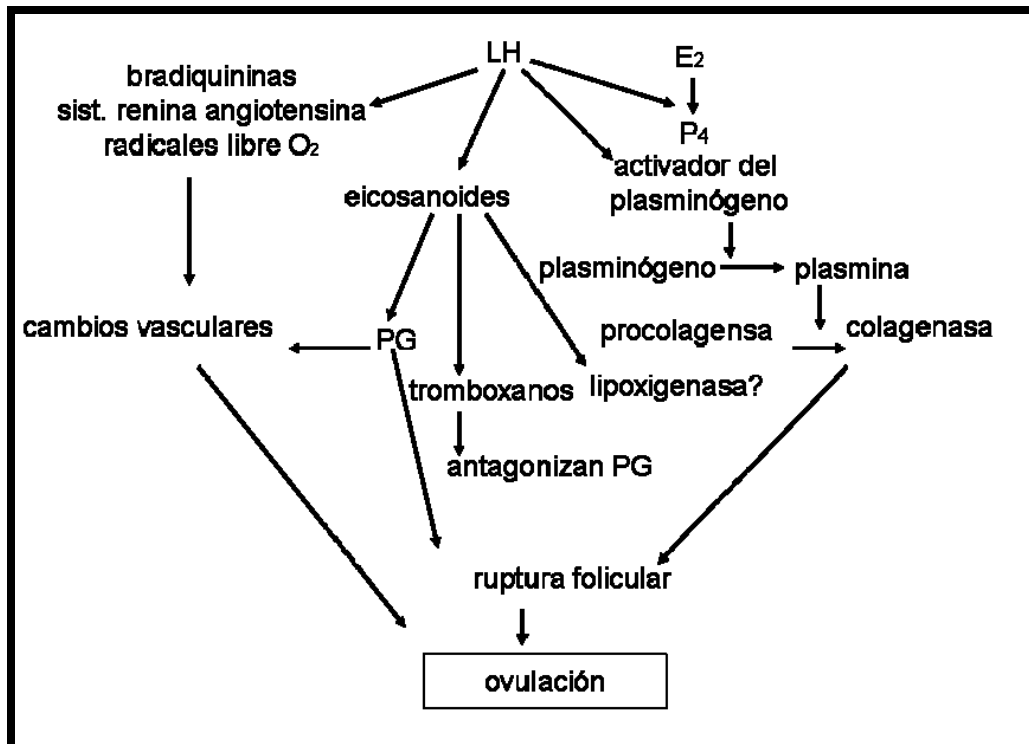 LH
E₂
bradiquininas
sist. renina angiotensina
radicales libre O₂
P₄
activador del
plasminógeno
eicosanoides
plasminógeno
plasmina
cambios vasculares
PG
procolagensa
colagenasa
tromboxanos
lipoxigenasa?
antagonizan PG
ruptura folicular
ovulación